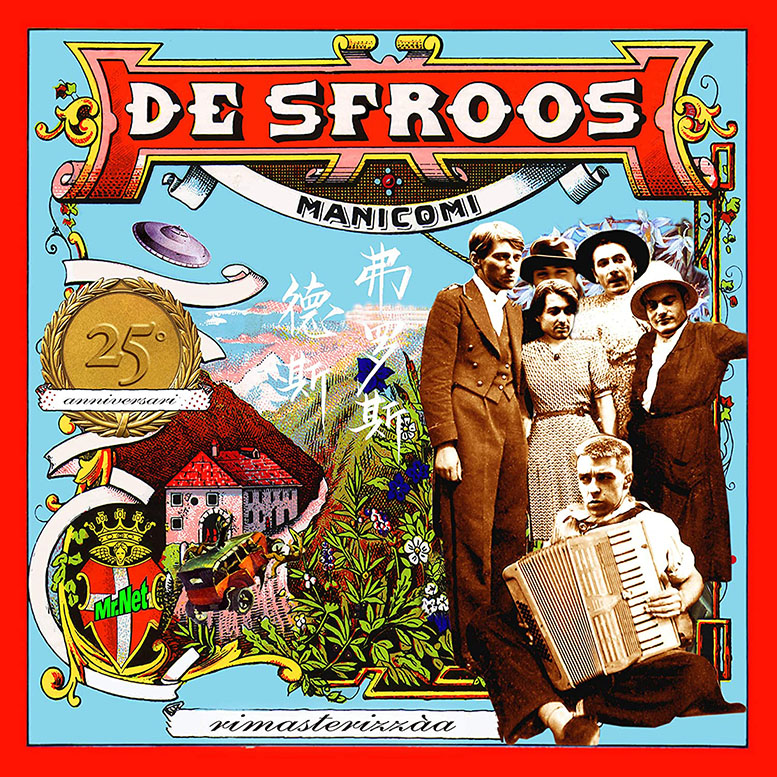 DE SFROOS
MANICOMI
弗罗斯
德斯
25°
anniversari
Mr.Net
rimasterizzàa